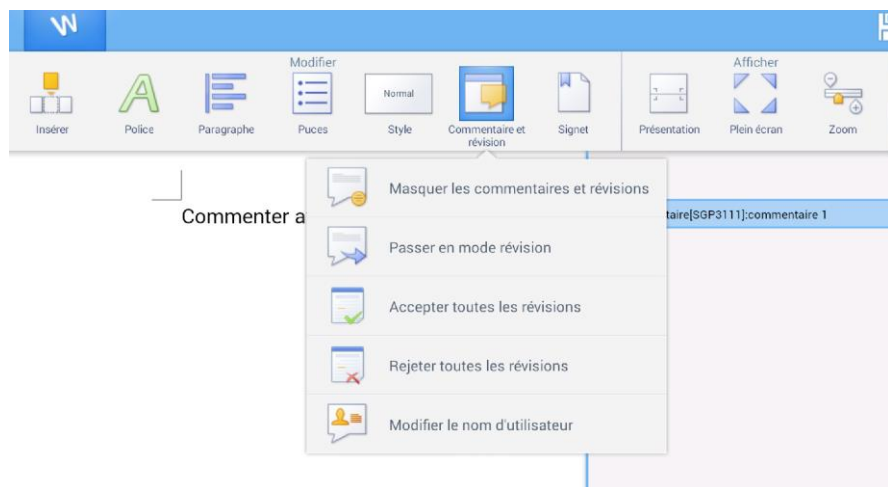 W
Modifier
Afficher
Insérer
Police
Paragraphe
Puces
Normal
Style
Commentaire et
révision
Signet
Présentation
Plein écran
Zoom
Masquer les commentaires et révisions
Commenter a
taire[SGP3111]:commentaire 1
Passer en mode révision
Accepter toutes les révisions
Rejeter toutes les révisions
Modifier le nom d'utilisateur